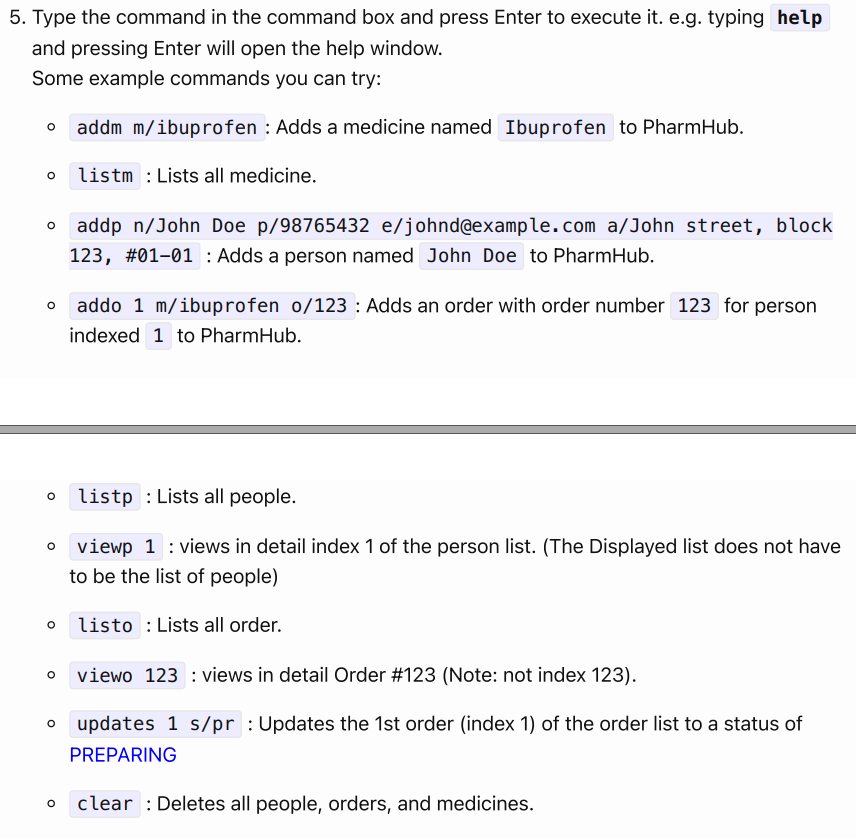 5. Type the command in the command box and press Enter to execute it. e.g. typing help
and pressing Enter will open the help window.
Some example commands you can try:
addm m/ibuprofen : Adds a medicine named Ibuprofen to PharmHub.
listm : Lists all medicine.
addp n/John Doe p/98765432 e/johnd@example.com a/John street, block
123, #01-01 : Adds a person named John Doe to PharmHub.
addo 1 m/ibuprofen o/123 : Adds an order with order number 123 for person
indexed 1 to PharmHub.
listp : Lists all people.
viewp 1 : views in detail index 1 of the person list. (The Displayed list does not have
to be the list of people)
listo : Lists all order.
viewo 123 : views in detail Order #123 (Note: not index 123).
updates 1 s/pr : Updates the 1st order (index 1) of the order list to a status of
PREPARING
clear : Deletes all people, orders, and medicines.